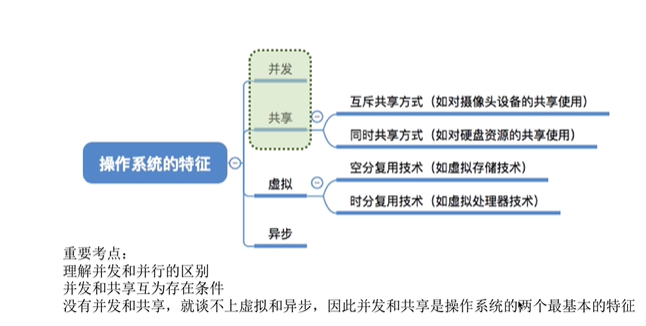 并发
共享
互斥共享方式（如对摄像头设备的共享使用）
同时共享方式（如对硬盘资源的共享使用）
操作系统的特征
虚拟
空分复用技术（如虚拟存储技术）
时分复用技术（如虚拟处理器技术）
异步
重要考点：
理解并发和并行的区别
并发和共享互为存在条件
没有并发和共享，就谈不上虚拟和异步，因此并发和共享是操作系统的两个最基本的特征